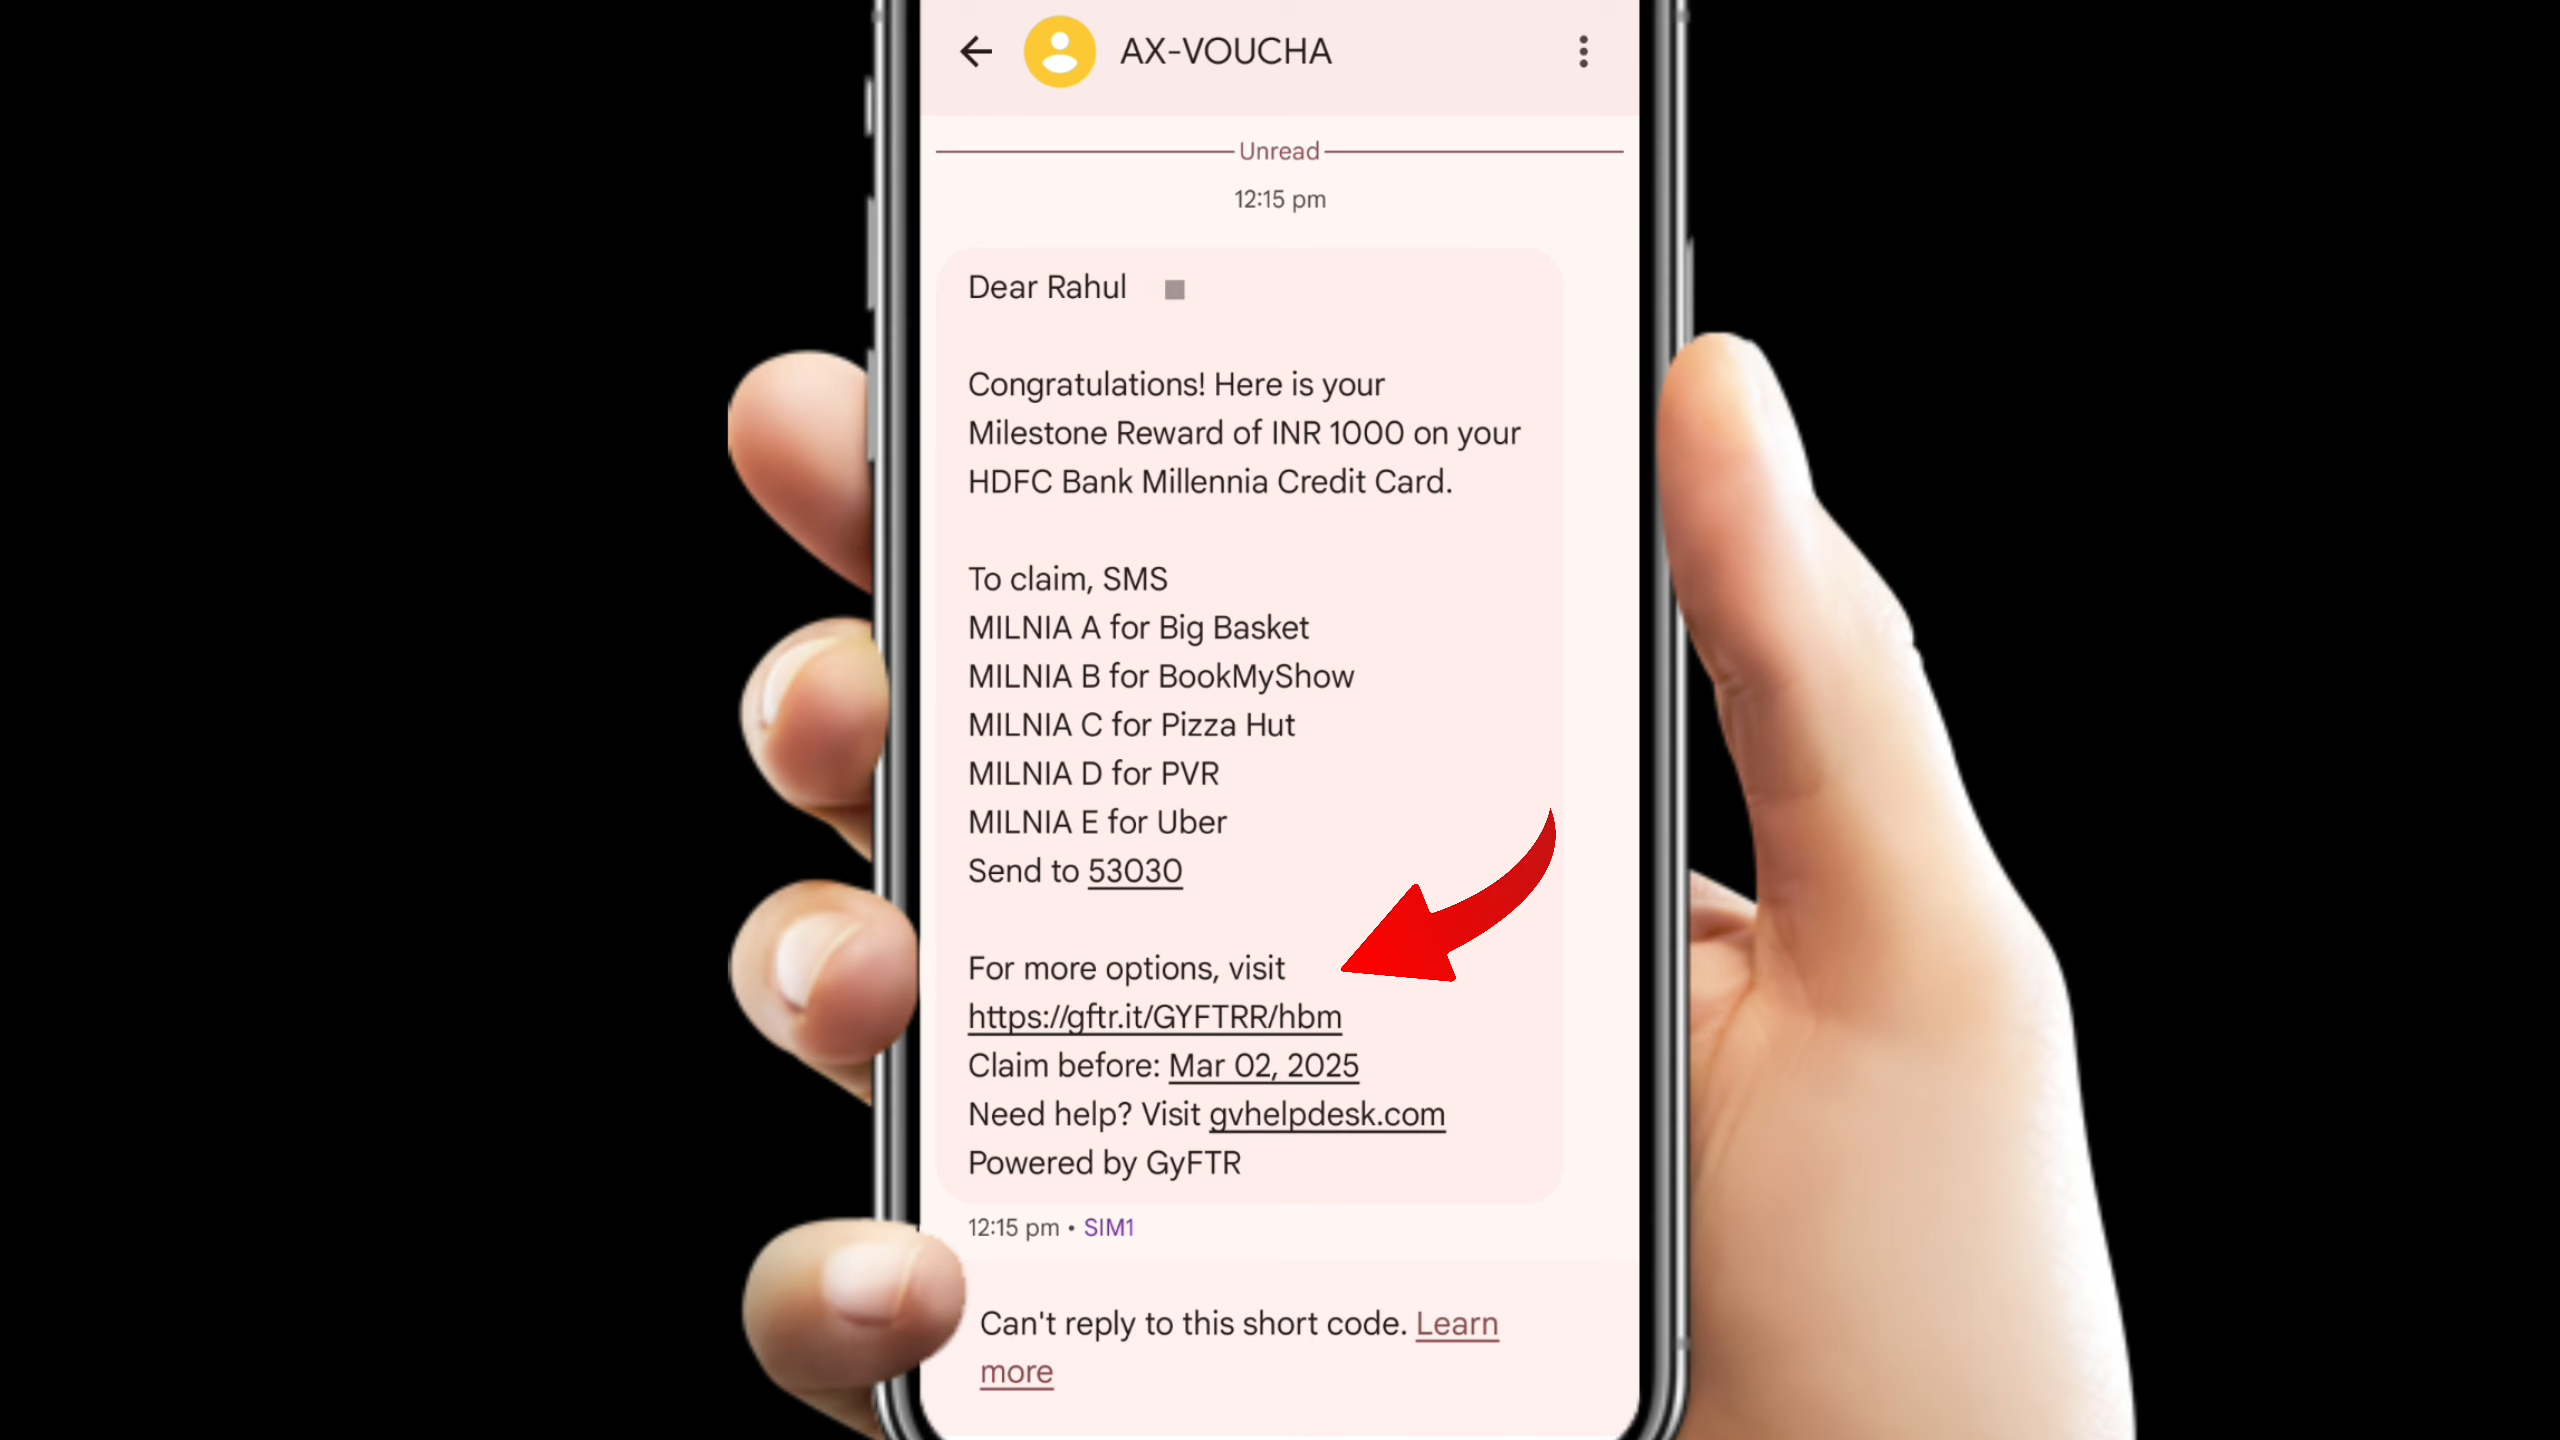 AX-VOUCHA
Unread
12:15 pm
Dear Rahul
Congratulations! Here is your
Milestone Reward of INR 1000 on your
HDFC Bank Millennia Credit Card.
To claim, SMS
MILNIA A for Big Basket
MILNIA B for BookMyShow
MILNIA C for Pizza Hut
MILNIA D for PVR
MILNIA E for Uber
Send to 53030
For more options, visit
https://gftr.it/GYFTRR/hbm
Claim before: Mar 02, 2025
Need help? Visit gvhelpdesk.com
Powered by GyFTR
12:15 pm • SIM1
Can't reply to this short code. Learn
more